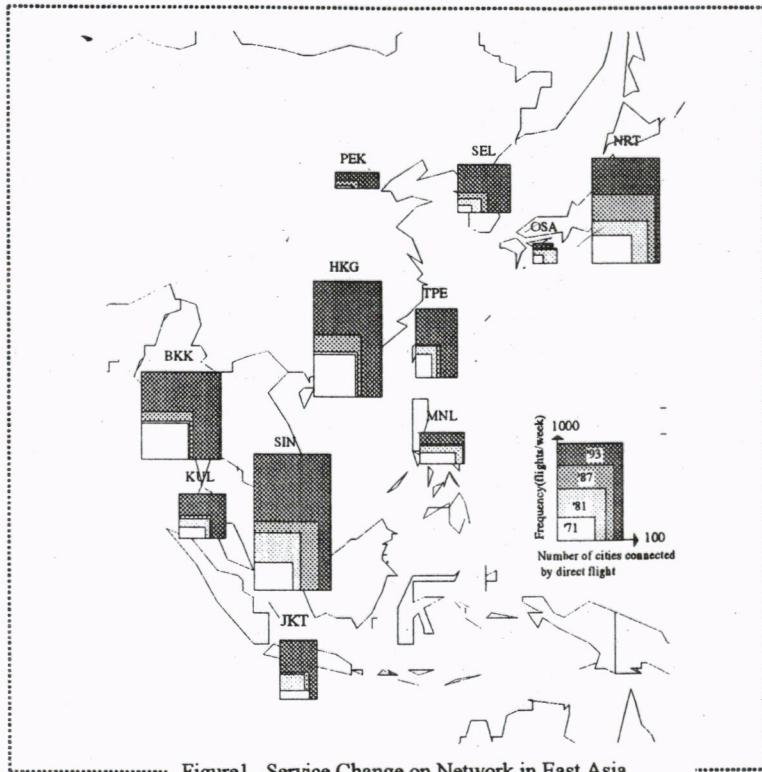 NRT
SEL
PEK
OSA
HKG
TPE
BKK
MNL
SIN
KUL
JKT
1000
Frequency(flights/week)
'93
'87
'81
'71
100
Number of cities connected
by direct flight
Figure1 Service Change on Network in East Asia